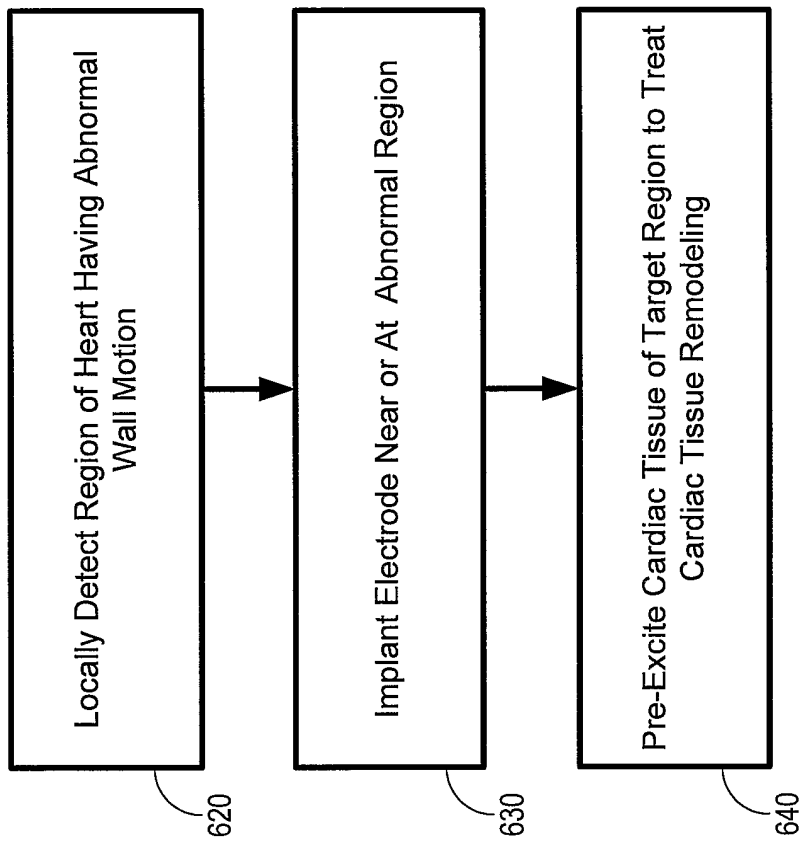 Locally Detect Region of Heart Having Abnormal
Wall Motion
620
Implant Electrode Near or At Abnormal Region
630
Pre-Excite Cardiac Tissue of Target Region to Treat
Cardiac Tissue Remodeling
640